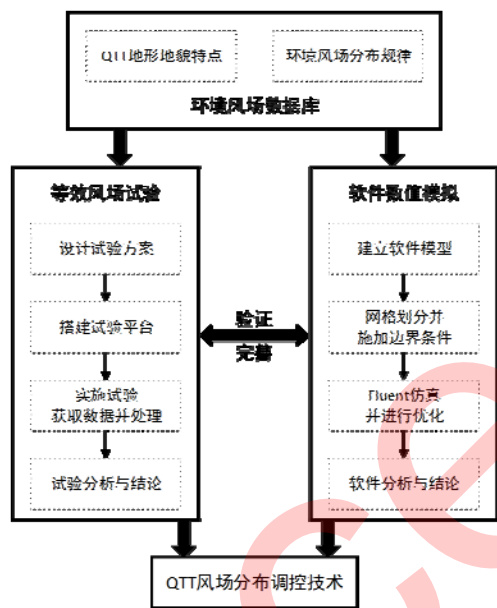 QTT地形地貌特点
环境风场分布规律
环境风场数据库
等效风场试验
设计试验方案
搭建试验平台
实施试验
获取数据并处理
试验分析与结论
验证
完善
软件数值模拟
建立软件模型
网格划分并
施加边界条件
Fluent仿真
并进行优化
软件分析与结论
QTT风场分布调控技术